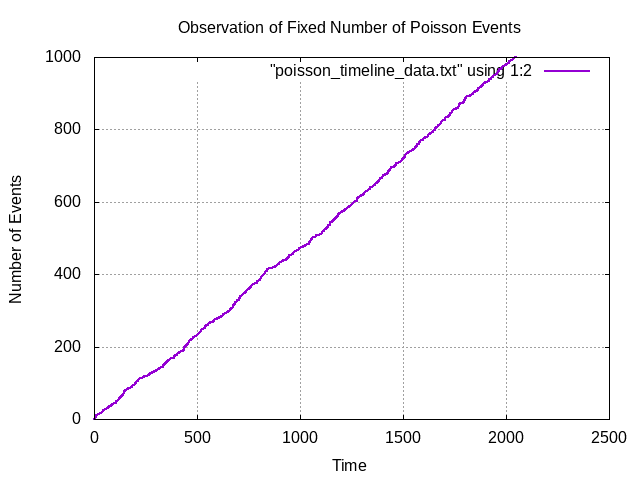 Observation of Fixed Number of Poisson Events
"poisson_timeline_data.txt" using 1:2
Number of Events
1000
800
600
400
200
0
0 500 1000 1500 2000 2500
Time